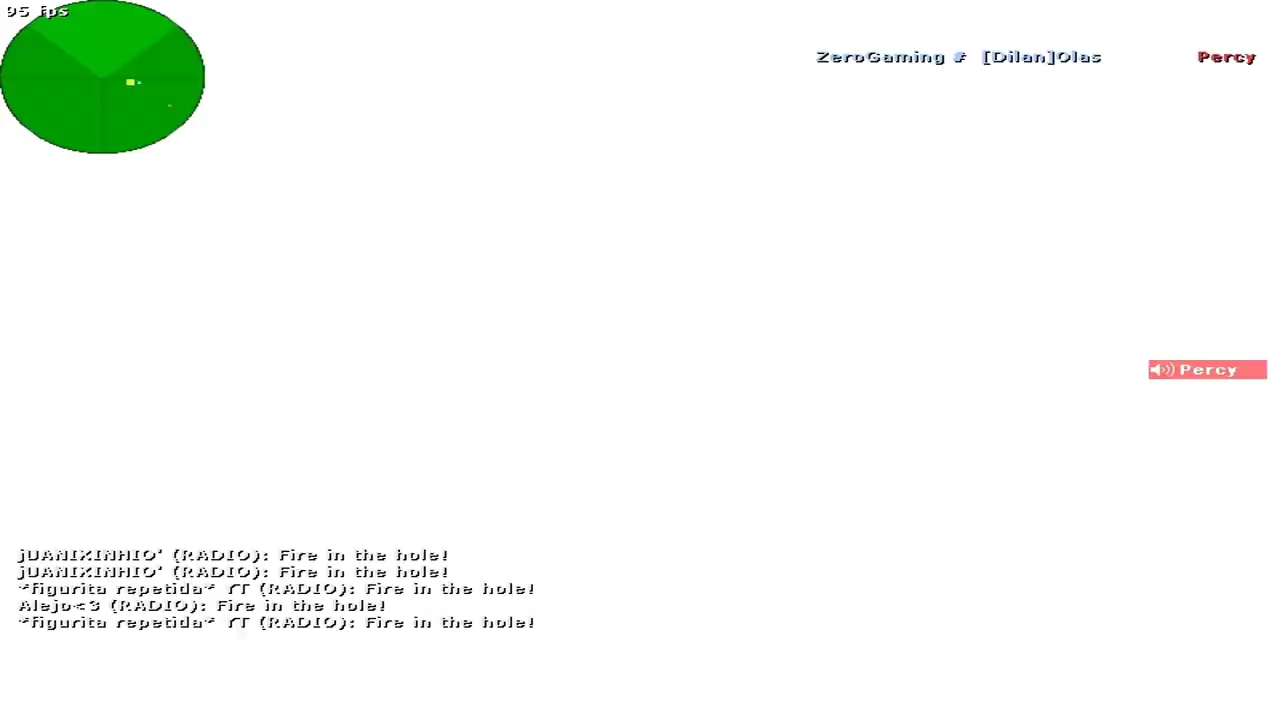 95 fps
ZeroGaming # [Dilan]Olas Percy
Percy
jUANIXINHIO' (RADIO): Fire in the hole!
jUANIXINHIO' (RADIO): Fire in the hole!
*figurita repetida* rT (RADIO): Fire in the hole!
Alejo<3 (RADIO): Fire in the hole!
*figurita repetida* rT (RADIO): Fire in the hole!